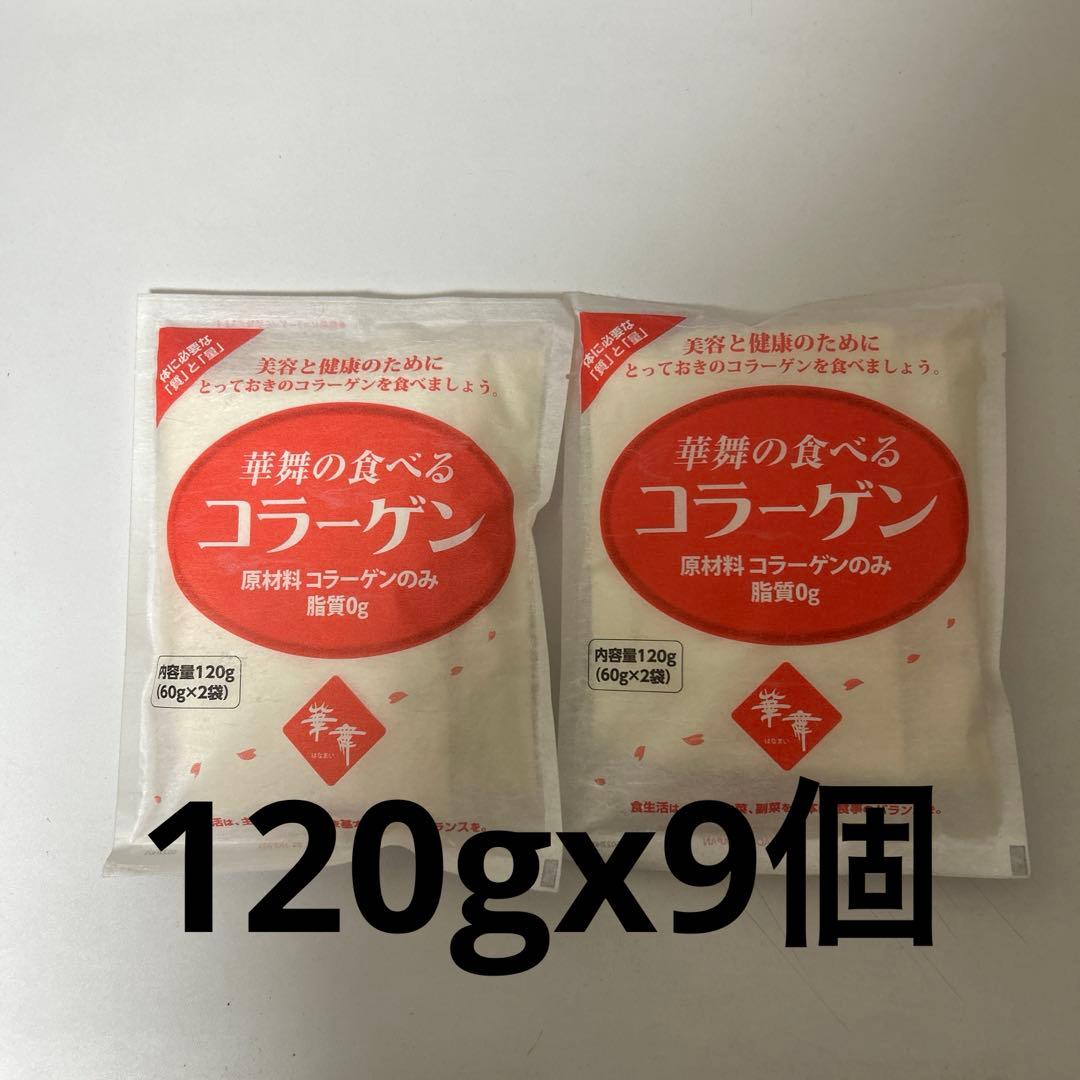 体に必要な
「質」と「量」
美容と健康のために
とっておきのコラーゲンを食べましょう。
華舞の食べる
コラーゲン
原材料 コラーゲンのみ
脂質0g
内容量120g
(60g×2袋)
華舞
はなまい
体に必要な
「質」と「量」
美容と健康のために
とっておきのコラーゲンを食べましょう。
華舞の食べる
コラーゲン
原材料 コラーゲンのみ
脂質0g
内容量120g
(60g×2袋)
華舞
はなまい
食生活は
120gx9個